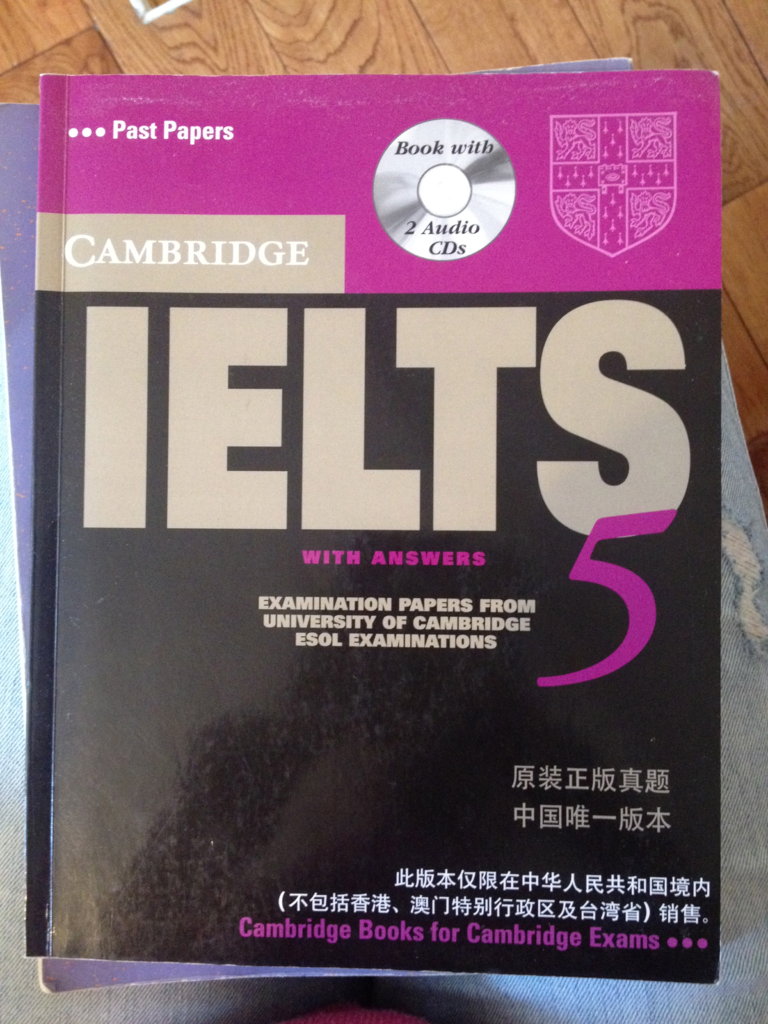 ••• Past Papers
Book with
2 Audio
CDs
CAMBRIDGE
IELTS
5
WITH ANSWERS
EXAMINATION PAPERS FROM
UNIVERSITY OF CAMBRIDGE
ESOL EXAMINATIONS
原装正版真题
中国唯一版本
此版本仅限在中华人民共和国境内
(不包括香港、澳门特别行政区及台湾省) 销售。
Cambridge Books for Cambridge Exams •••